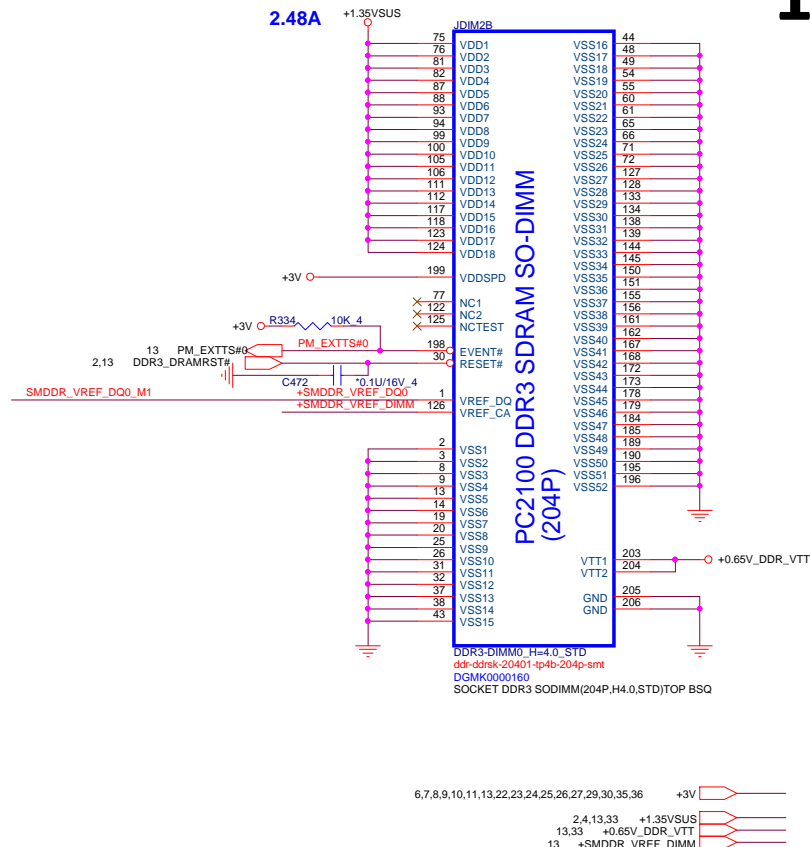 2.48A
+1.35VSUS
JDIM2B
75 VDD1
76 VDD2
81 VDD3
82 VDD4
87 VDD5
88 VDD6
93 VDD7
94 VDD8
99 VDD9
100 VDD10
105 VDD11
106 VDD12
111 VDD13
112 VDD14
117 VDD15
118 VDD16
123 VDD17
124 VDD18
+3V 199 VDDSPD
77 NC1
122 NC2
125 NCTEST
+3V R334 10K_4
13 PM_EXTTS#0 PM_EXTTS#0 198 EVENT#
2,13 DDR3_DRAMRST# 30 RESET#
C472 *0.1U/16V_4
SMDDR_VREF_DQ0_M1 +SMDDR_VREF_DQ0 1 VREF_DQ
+SMDDR_VREF_DIMM 126 VREF_CA
2 VSS1
3 VSS2
8 VSS3
9 VSS4
13 VSS5
14 VSS6
19 VSS7
20 VSS8
25 VSS9
26 VSS10
31 VSS11
32 VSS12
37 VSS13
38 VSS14
43 VSS15
PC2100 DDR3 SDRAM SO-DIMM
(204P)
VSS16 44
VSS17 48
VSS18 49
VSS19 54
VSS20 55
VSS21 60
VSS22 61
VSS23 65
VSS24 66
VSS25 71
VSS26 72
VSS27 127
VSS28 128
VSS29 133
VSS30 134
VSS31 138
VSS32 139
VSS33 144
VSS34 145
VSS35 150
VSS36 151
VSS37 155
VSS38 156
VSS39 161
VSS40 162
VSS41 167
VSS42 168
VSS43 172
VSS44 173
VSS45 178
VSS46 179
VSS47 184
VSS48 185
VSS49 189
VSS50 190
VSS51 195
VSS52 196
VTT1 203 +0.65V_DDR_VTT
VTT2 204
GND 205
GND 206
DDR3-DIMM0_H=4.0_STD
ddr-ddrsk-20401-tp4b-204p-smt
DGMK0000160
SOCKET DDR3 SODIMM(204P,H4.0,STD)TOP BSQ
6,7,8,9,10,11,13,22,23,24,25,26,27,29,30,35,36 +3V
2,4,13,33 +1.35VSUS
13,33 +0.65V_DDR_VTT
13 +SMDDR_VREF_DIMM